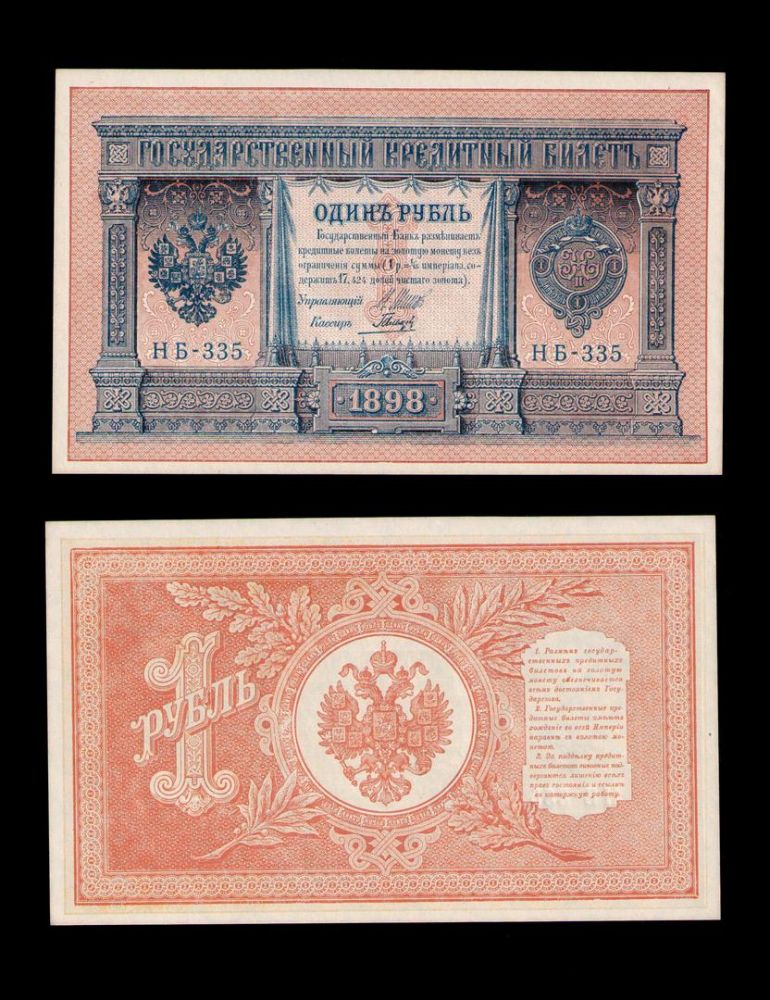 ГОСУДАРСТВЕННЫЙ КРЕДИТНЫЙ БИЛЕТЪ
ОДИНЪ РУБЛЬ
Государственный Банкъ размѣниваетъ
кредитные билеты на золотую монету безъ
ограниченія суммы (1 р.= 1/15 имперіала, со-
держитъ 17,424 долей чистаго золота).
Управляющій
Кассиръ
НБ-335
НБ-335
1898
1
РУБЛЬ
1. Размѣнъ государ-
ственныхъ кредитныхъ
билетовъ на золотую
монету обезпечивается
всѣмъ достояніемъ Госу-
дарства.
2. Государственные кре-
дитные билеты имѣютъ
хожденіе во всей Имперіи
наравнѣ съ золотою мо-
нетою.
3. За поддѣлку кредит-
ныхъ билетовъ виновные под-
вергаются лишенію всѣхъ
правъ состоянія и ссылкѣ
въ каторжную работу.